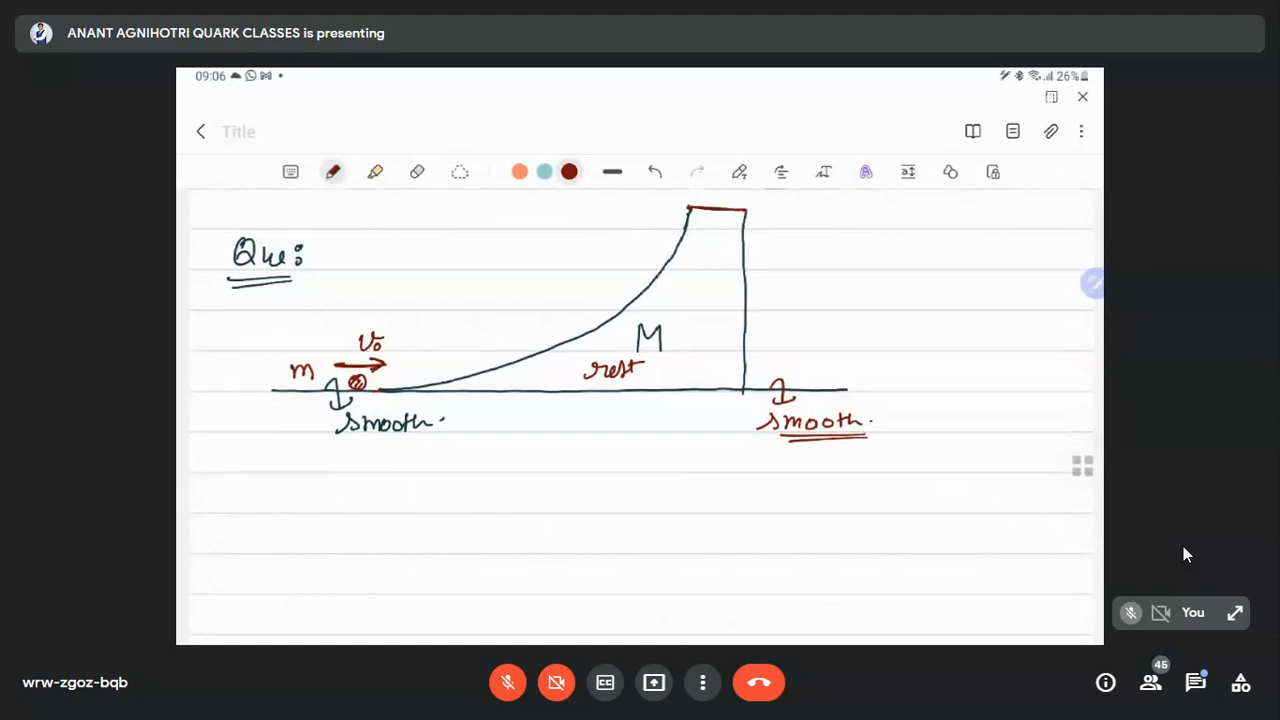 ANANT AGNIHOTRI QUARK CLASSES is presenting
09:06
26%
Title
Que:
M
v₀
m
rest
smooth.
smooth.
You
wrw-zgoz-bqb
CC
45